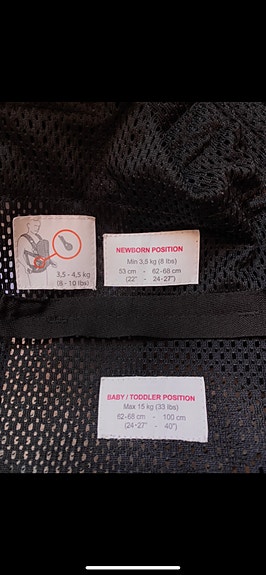 3,5 - 4,5 kg
(8 - 10 lbs)
NEWBORN POSITION
Min 3,5 kg (8 lbs)
53 cm - 62-68 cm
(22" - 24-27")
BABY / TODDLER POSITION
Max 15 kg (33 lbs)
62-68 cm - 100 cm
(24-27" - 40")